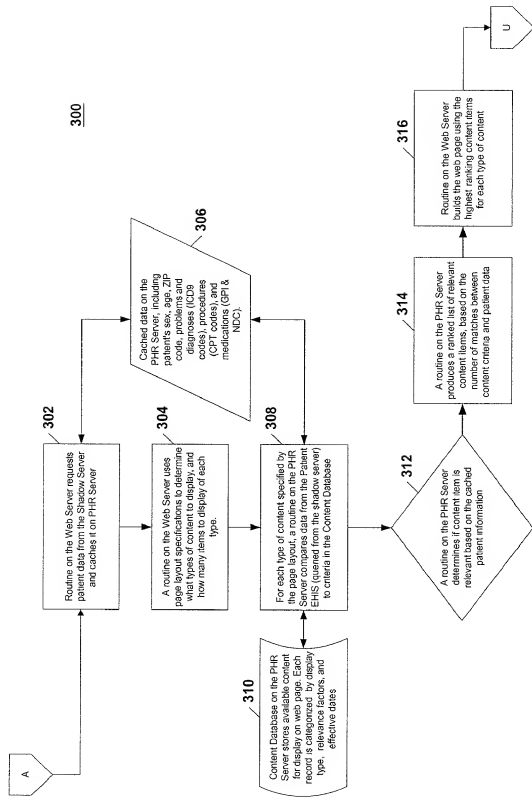 300
A
302
Routine on the Web Server requests
patient data from the Shadow Server
and caches it on PHR Server
304
A routine on the Web Server uses
page layout specifications to determine
what types of content to display, and
how many items to display of each
type.
306
Cached data on the
PHR Server, including
patient's sex, age, ZIP
code, problems and
diagnoses (ICD9
codes), procedures
(CPT codes), and
medications (GPI &
NDC).
308
For each type of content specified by
the page layout, a routine on the PHR
Server compares data from the Patient
EHIS (queried from the shadow server)
to criteria in the Content Database
310
Content Database on the PHR
Server stores available content
for display on web page. Each
record is categorized by display
type, relevance factors, and
effective dates
312
A routine on the PHR Server
determines if content item is
relevant based on the cached
patient information
314
A routine on the PHR Server
produces a ranked list of relevant
content items, based on the
number of matches between
content criteria and patient data
316
Routine on the Web Server
builds the web page using the
highest ranking content items
for each type of content
U